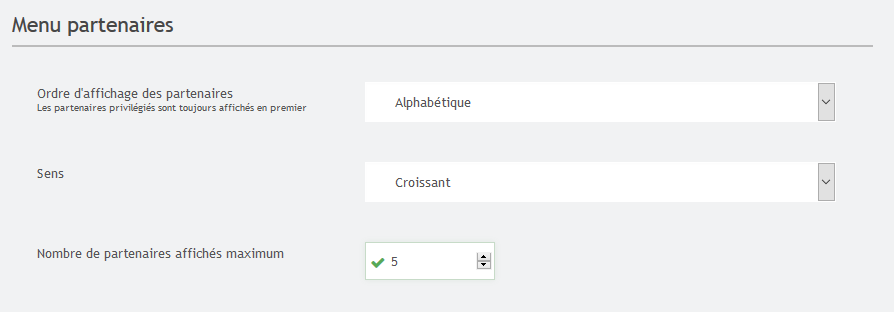 Menu partenaires
Ordre d'affichage des partenaires
Les partenaires privilégiés sont toujours affichés en premier
Alphabétique
Sens
Croissant
Nombre de partenaires affichés maximum
5